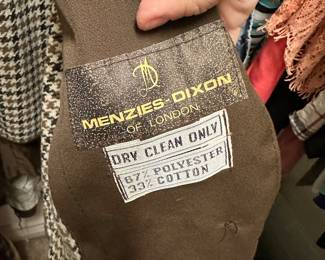 MENZIES-DIXON
OF LONDON
DRY CLEAN ONLY
67% POLYESTER
33% COTTON